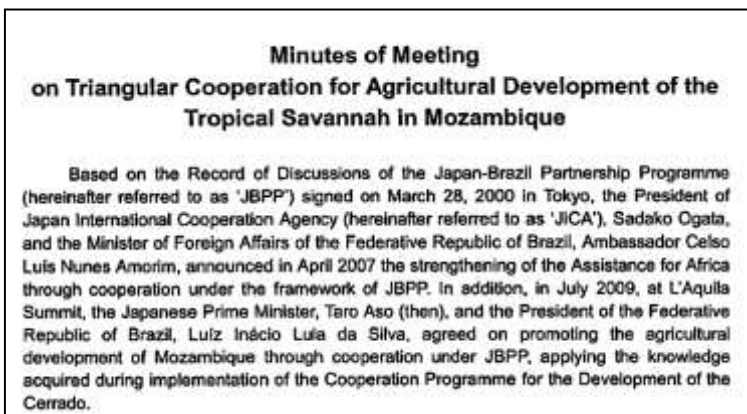 Minutes of Meeting
on Triangular Cooperation for Agricultural Development of the
Tropical Savannah in Mozambique
Based on the Record of Discussions of the Japan-Brazil Partnership Programme
(hereinafter referred to as 'JBPP') signed on March 28, 2000 in Tokyo, the President of
Japan International Cooperation Agency (hereinafter referred to as 'JICA'), Sadako Ogata,
and the Minister of Foreign Affairs of the Federative Republic of Brazil, Ambassador Celso
Luis Nunes Amorim, announced in April 2007 the strengthening of the Assistance for Africa
through cooperation under the framework of JBPP. In addition, in July 2009, at L'Aquila
Summit, the Japanese Prime Minister, Taro Aso (then), and the President of the Federative
Republic of Brazil, Luiz Inácio Lula da Silva, agreed on promoting the agricultural
development of Mozambique through cooperation under JBPP, applying the knowledge
acquired during implementation of the Cooperation Programme for the Development of the
Cerrado.